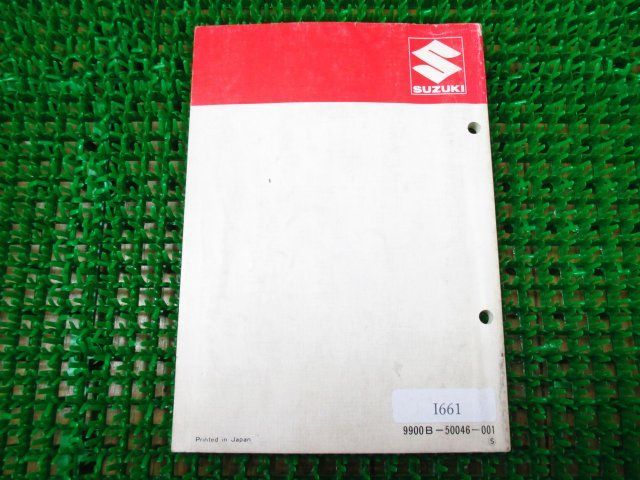 SUZUKI
I661
9900B-50046-001
S
Printed in Japan